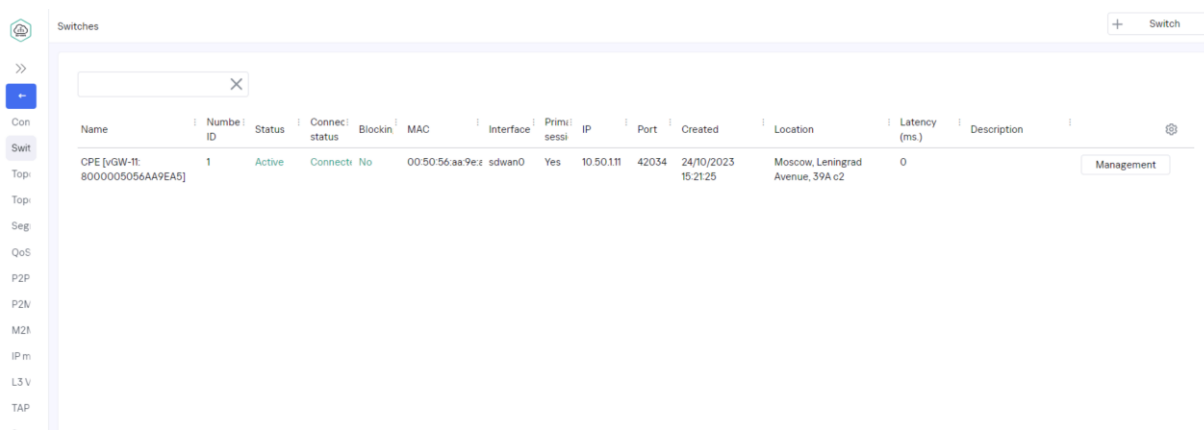 Switches
+ Switch
Name
Numbe
ID
Status
Connec
status
Blockin
MAC
Interface
Prima
sessi
IP
Port
Created
Location
Latency
(ms.)
Description
CPE [vGW-11:
8000005056AA9EA5]
1
Active
Connecte
No
00:50:56:aa:9e:a
sdwan0
Yes
10.50.1.11
42034
24/10/2023
15:21:25
Moscow, Leningrad
Avenue, 39A c2
0
Management
Con
Swit
Topo
Topo
Seg
QoS
P2P
P2M
M2M
IP m
L3 V
TAP